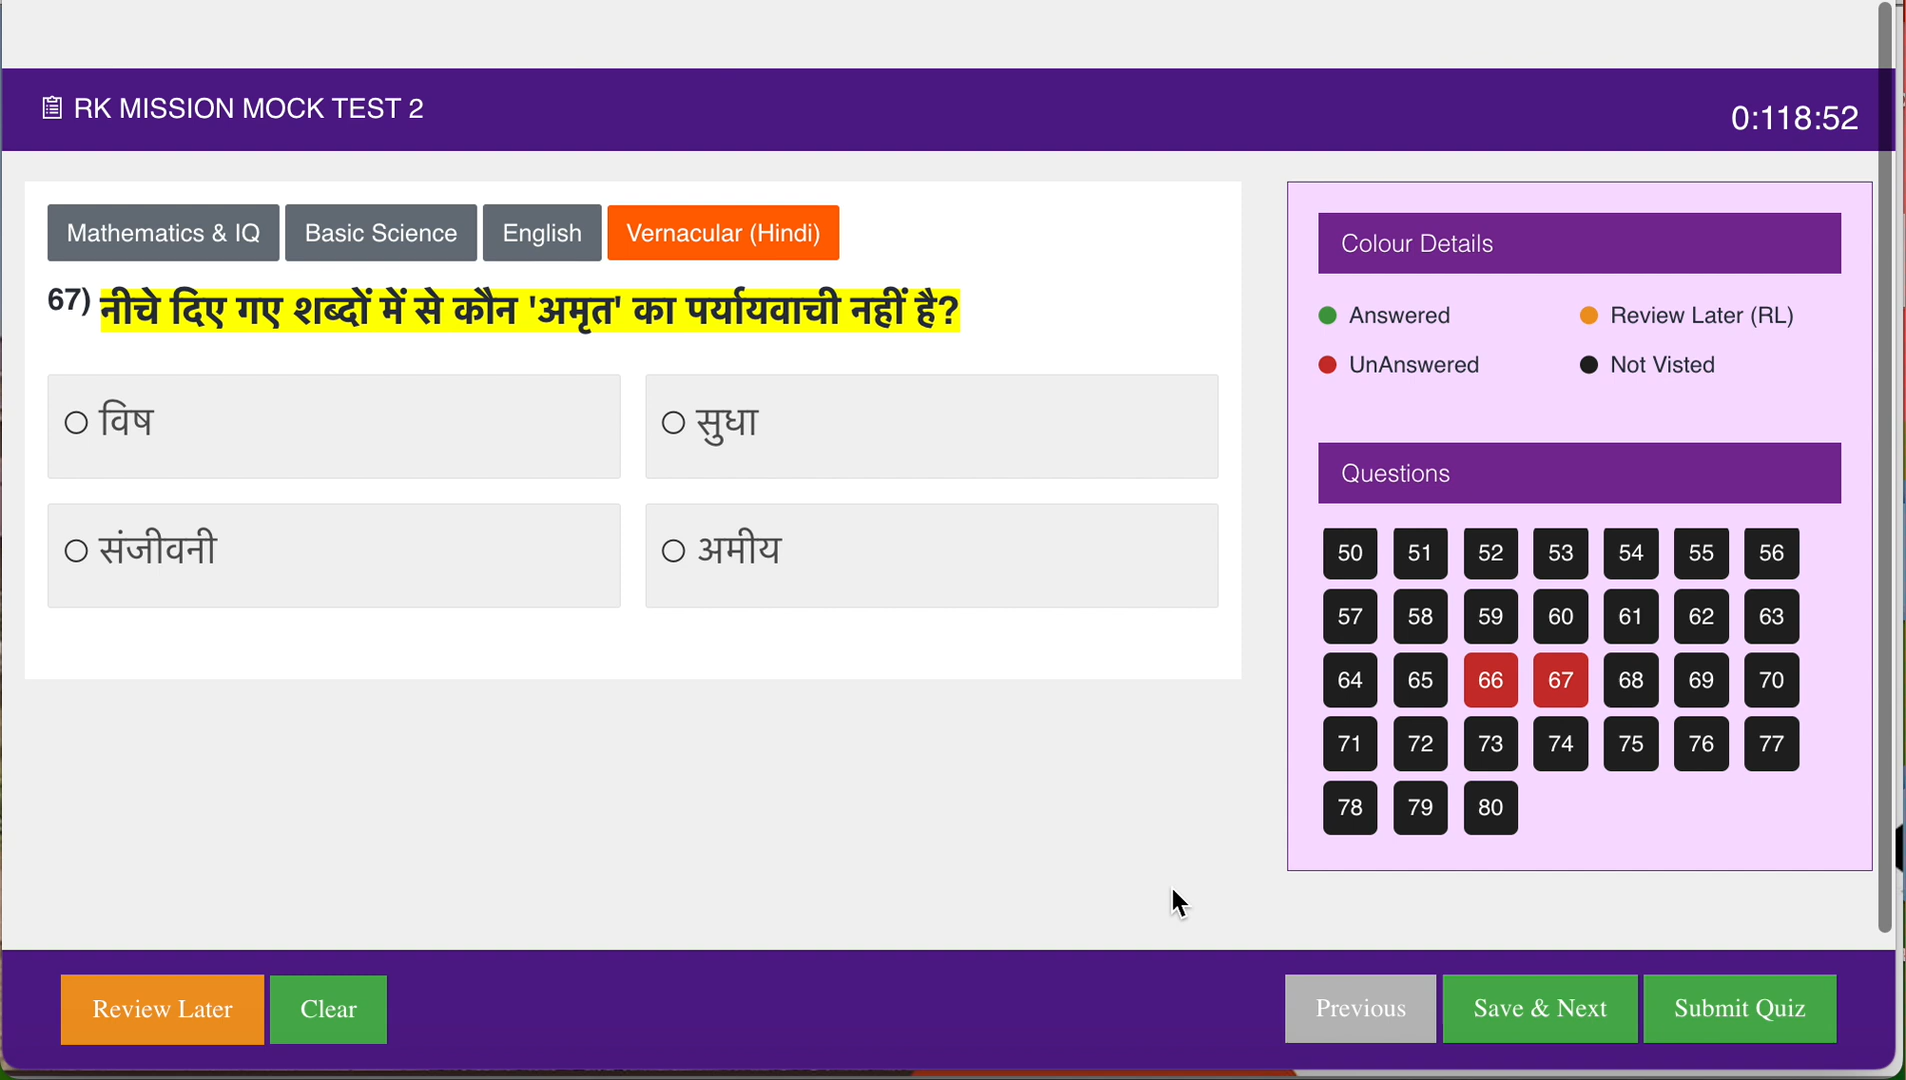 RK MISSION MOCK TEST 2
0:118:52
Mathematics & IQ
Basic Science
English
Vernacular (Hindi)
67) नीचे दिए गए शब्दों में से कौन 'अमृत' का पर्यायवाची नहीं है?
विष
सुधा
संजीवनी
अमीय
Colour Details
Answered
Review Later (RL)
UnAnswered
Not Visted
Questions
50 51 52 53 54 55 56
57 58 59 60 61 62 63
64 65 66 67 68 69 70
71 72 73 74 75 76 77
78 79 80
Review Later
Clear
Previous
Save & Next
Submit Quiz